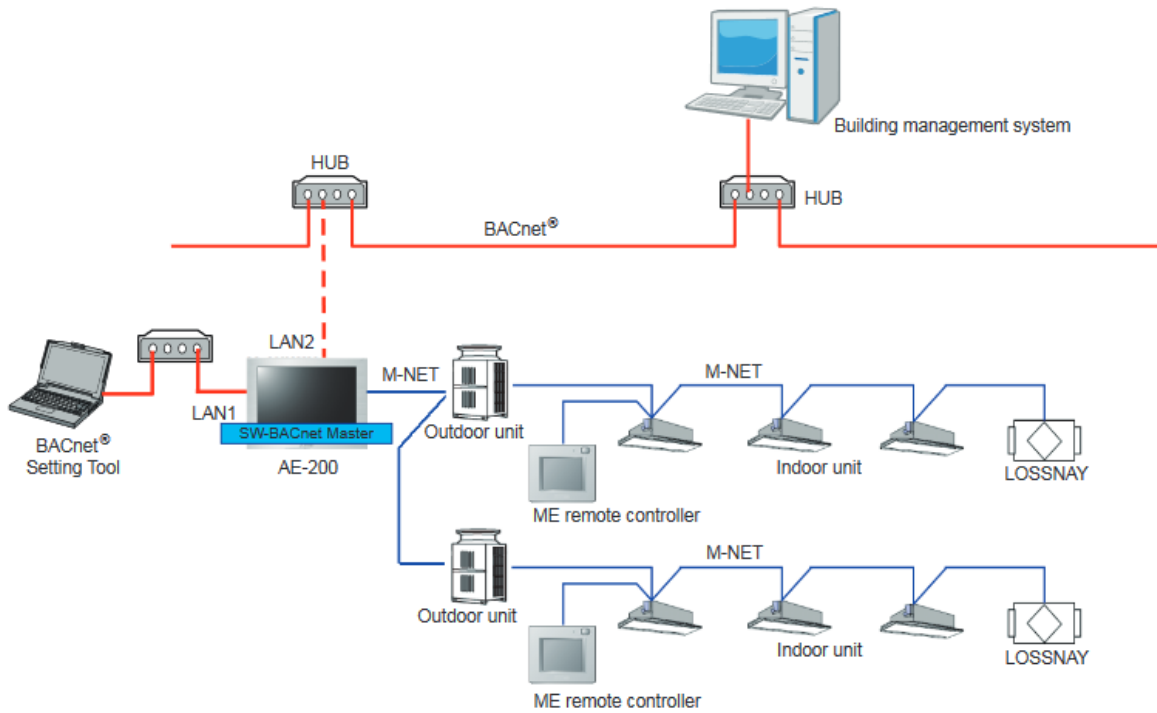 Building management system
HUB
HUB
BACnet®
LAN2
M-NET
M-NET
LAN1
SW-BACnet Master
Outdoor unit
BACnet®
Setting Tool
AE-200
Indoor unit
LOSSNAY
ME remote controller
M-NET
Outdoor unit
Indoor unit
LOSSNAY
ME remote controller